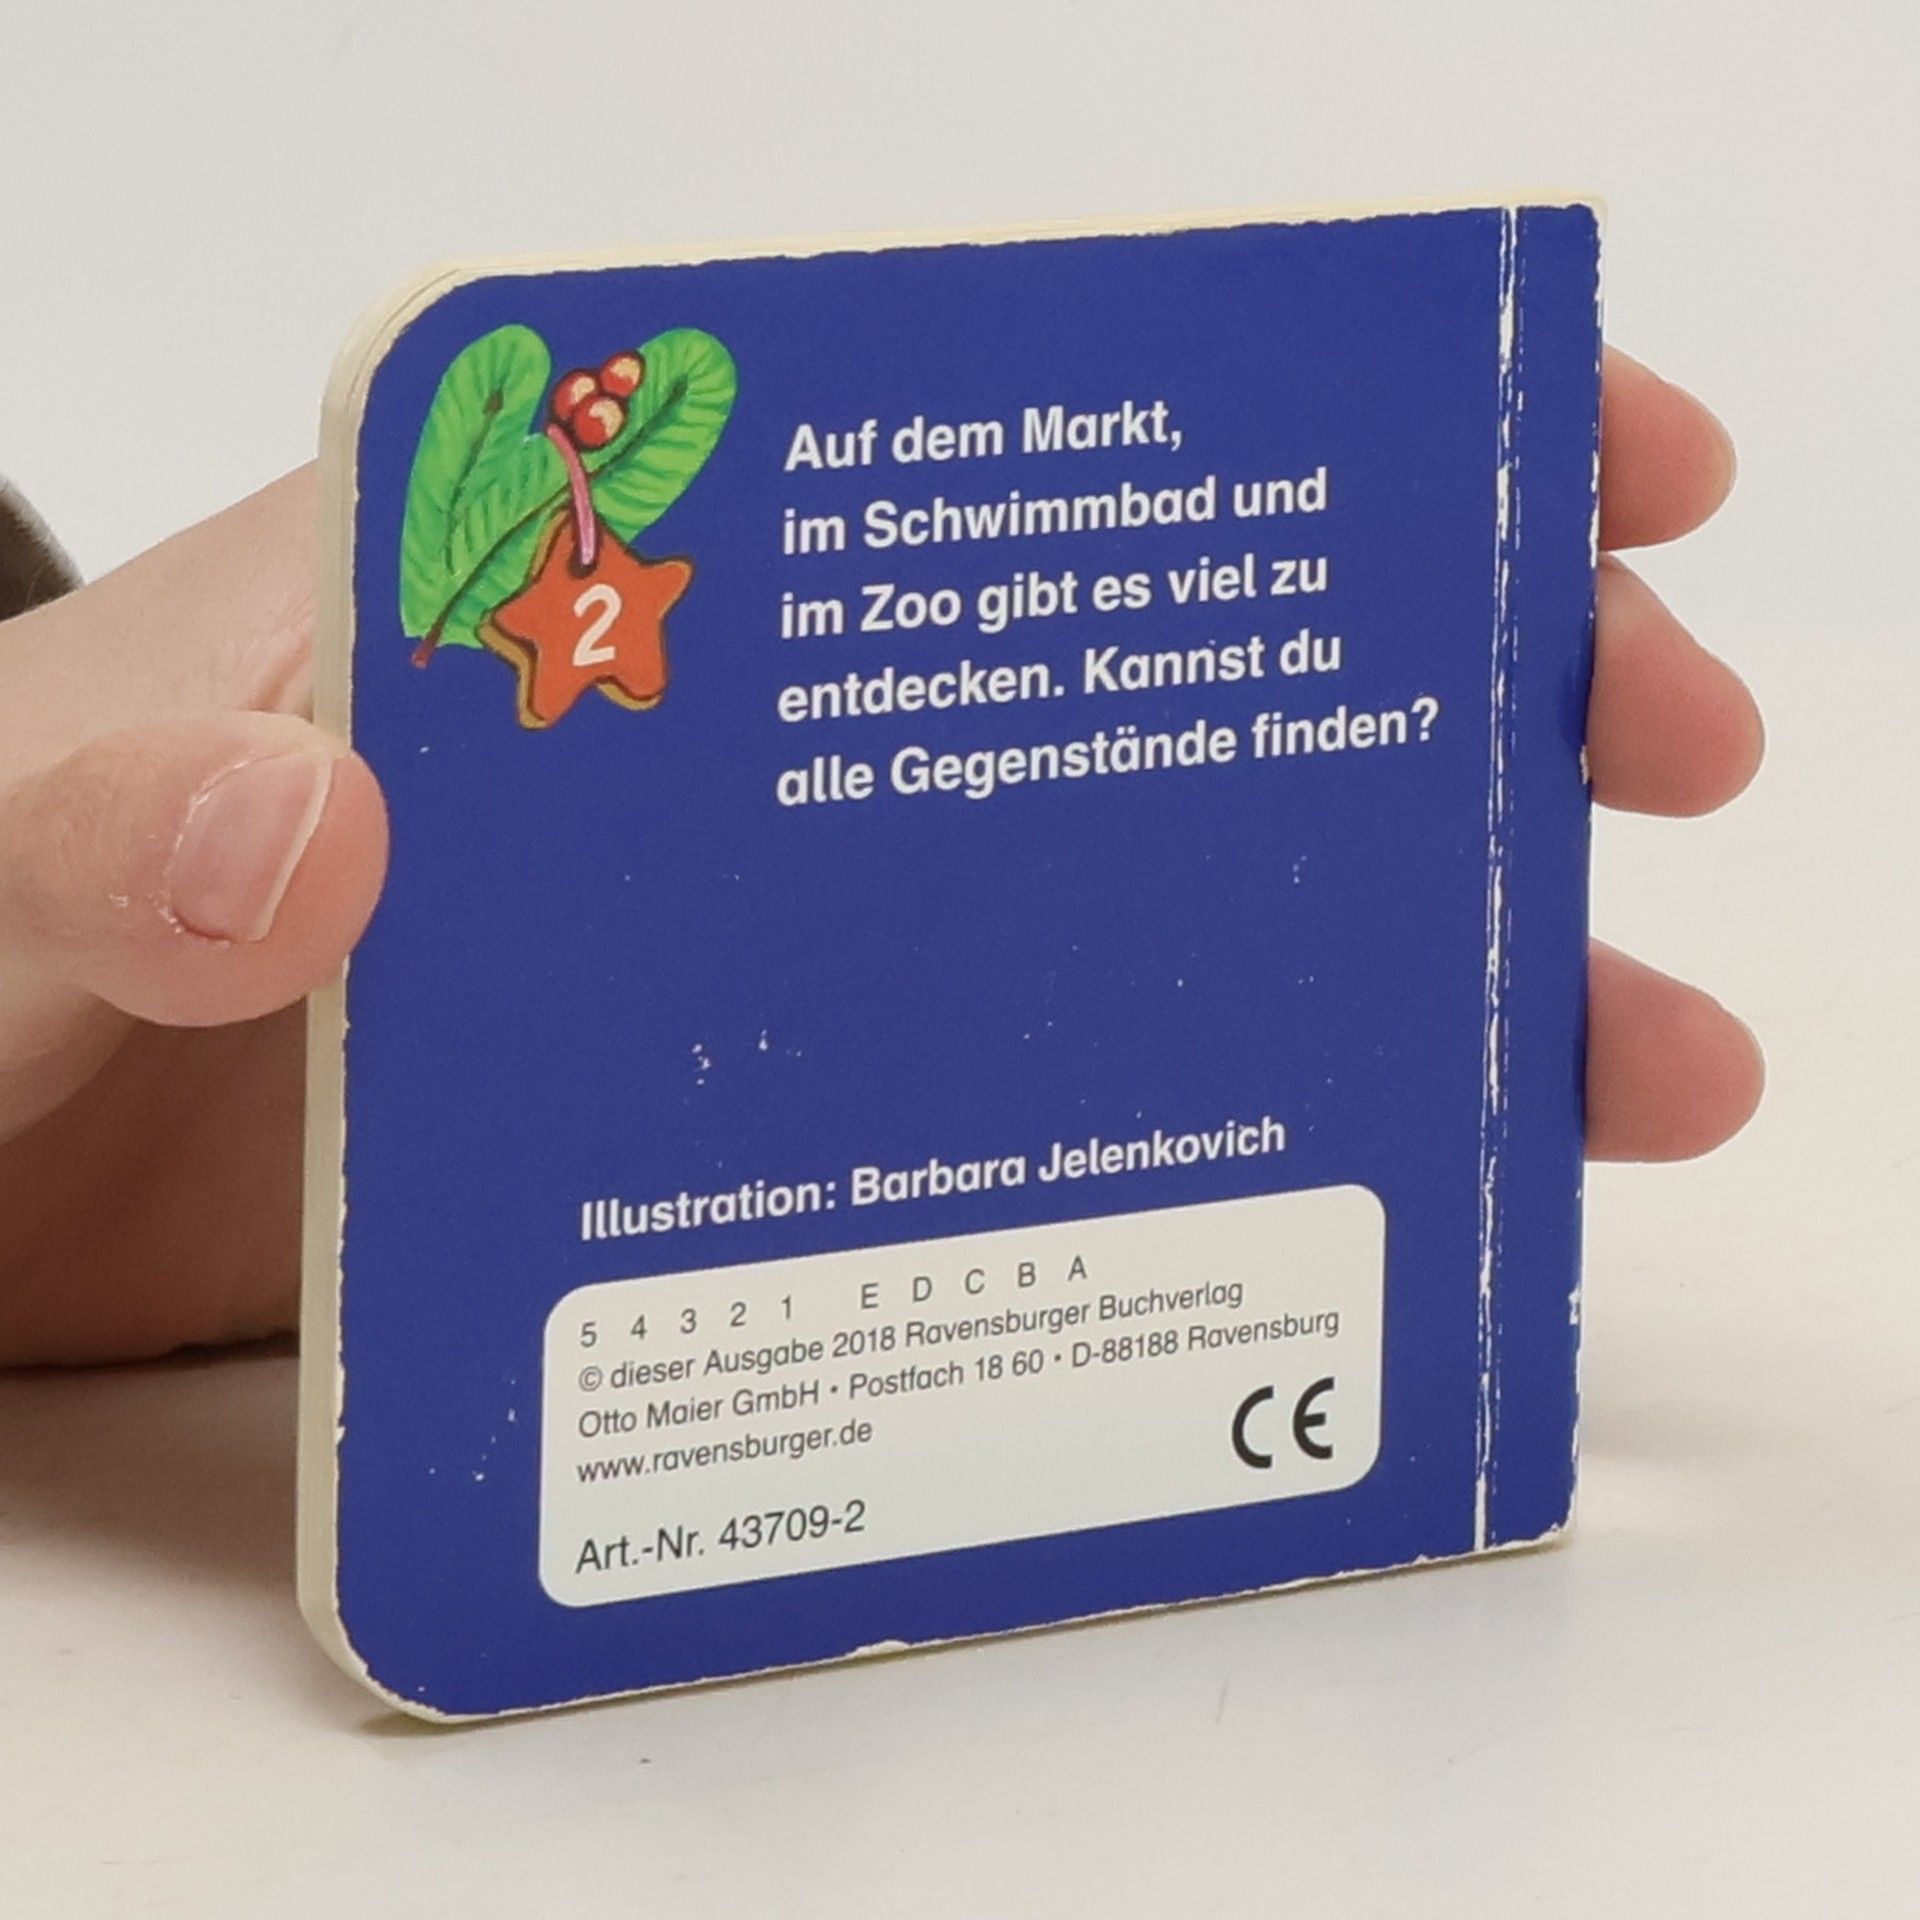 2
Auf dem Markt,
im Schwimmbad und
im Zoo gibt es viel zu
entdecken. Kannst du
alle Gegenstände finden?
Illustration: Barbara Jelenkovich
5 4 3 2 1 E D C B A
© dieser Ausgabe 2018 Ravensburger Buchverlag
Otto Maier GmbH • Postfach 18 60 • D-88188 Ravensburg
www.ravensburger.de
CE
Art.-Nr. 43709-2